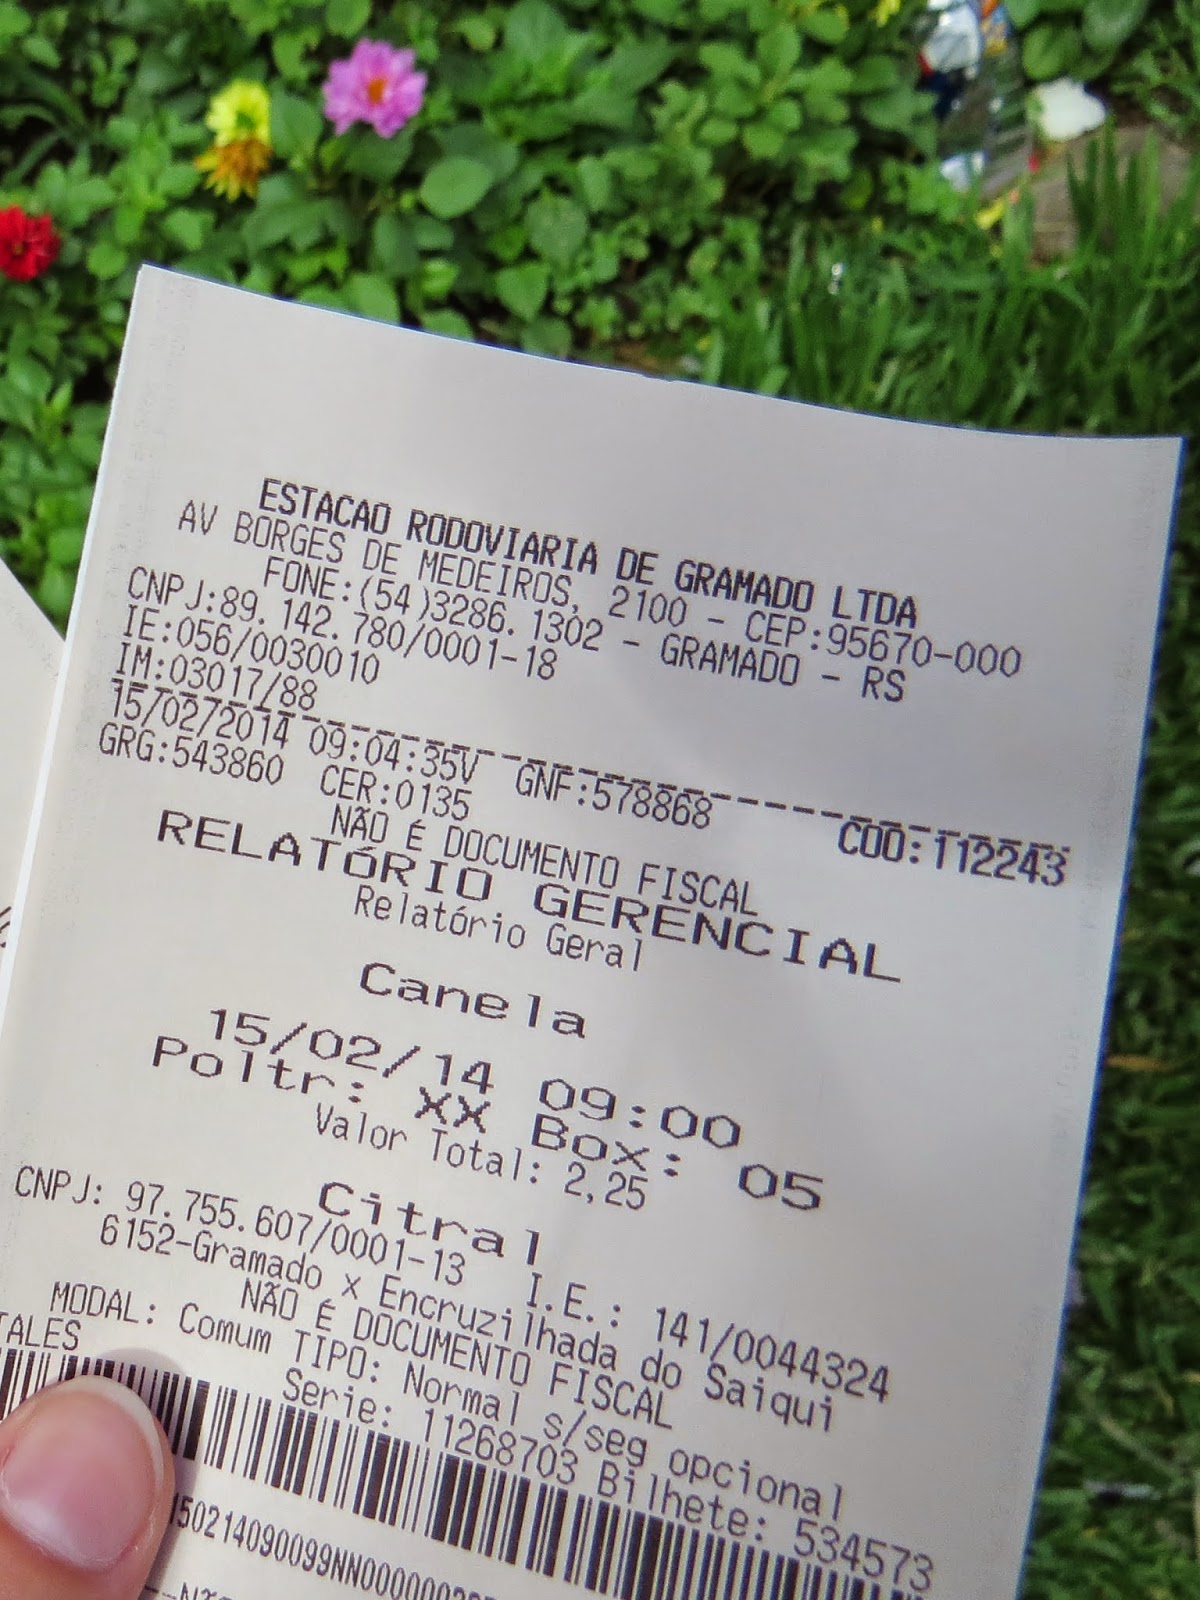 ESTACAO RODOVIARIA DE GRAMADO LTDA
AV BORGES DE MEDEIROS, 2100 - CEP:95670-000
FONE:(54)3286.1302 - GRAMADO - RS
CNPJ:89.142.780/0001-18
IE:056/0030010
IM:03017/88
15/02/2014 09:04:35V GNF:578868 COO:112243
GRG:543860 CER:0135
NÃO É DOCUMENTO FISCAL
RELATÓRIO GERENCIAL
Relatório Geral
Canela
15/02/14 09:00
Poltr: XX Box: 05
Valor Total: 2,25
Citral
CNPJ: 97.755.607/0001-13 I.E.: 141/0044324
6152-Gramado x Encruzilhada do Saiqui
NÃO É DOCUMENTO FISCAL
MODAL: Comum TIPO: Normal s/seg opcional
TALES
Serie: 11268703 Bilhete: 534573